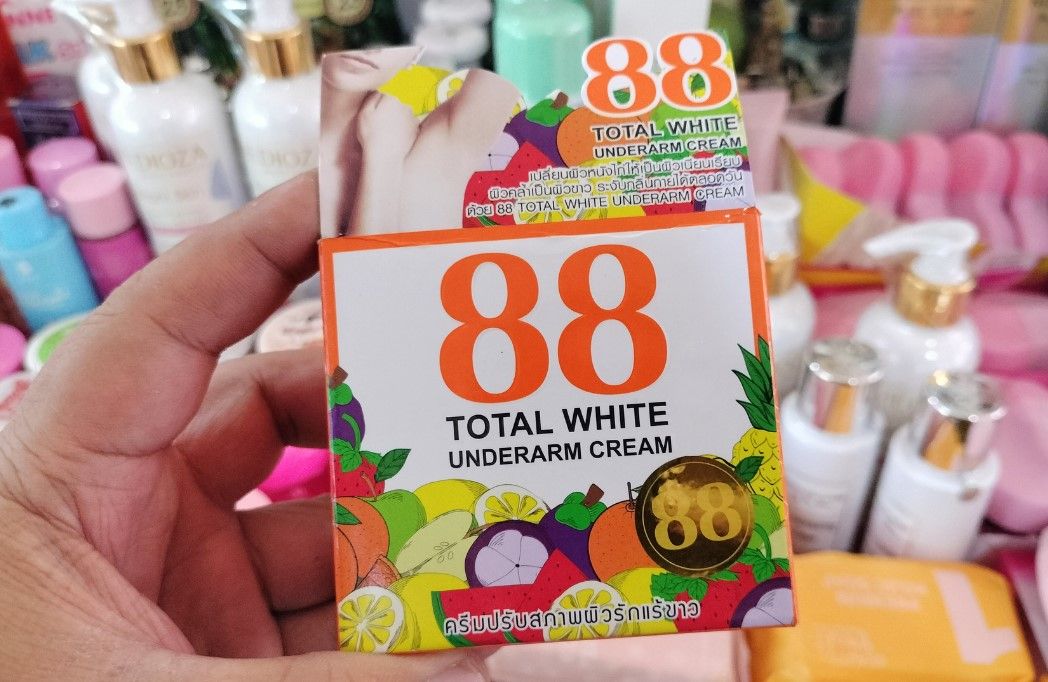 88
TOTAL WHITE
UNDERARM CREAM
เปลี่ยนผิวหนังไก่ให้เป็นผิวเนียนเรียบ
ผิวคล้ำเป็นผิวขาว ระงับกลิ่นกายได้ตลอดวัน
ด้วย 88 TOTAL WHITE UNDERARM CREAM
88
TOTAL WHITE
UNDERARM CREAM
88
ครีมปรับสภาพผิวรักแร้ขาว
DIOZA